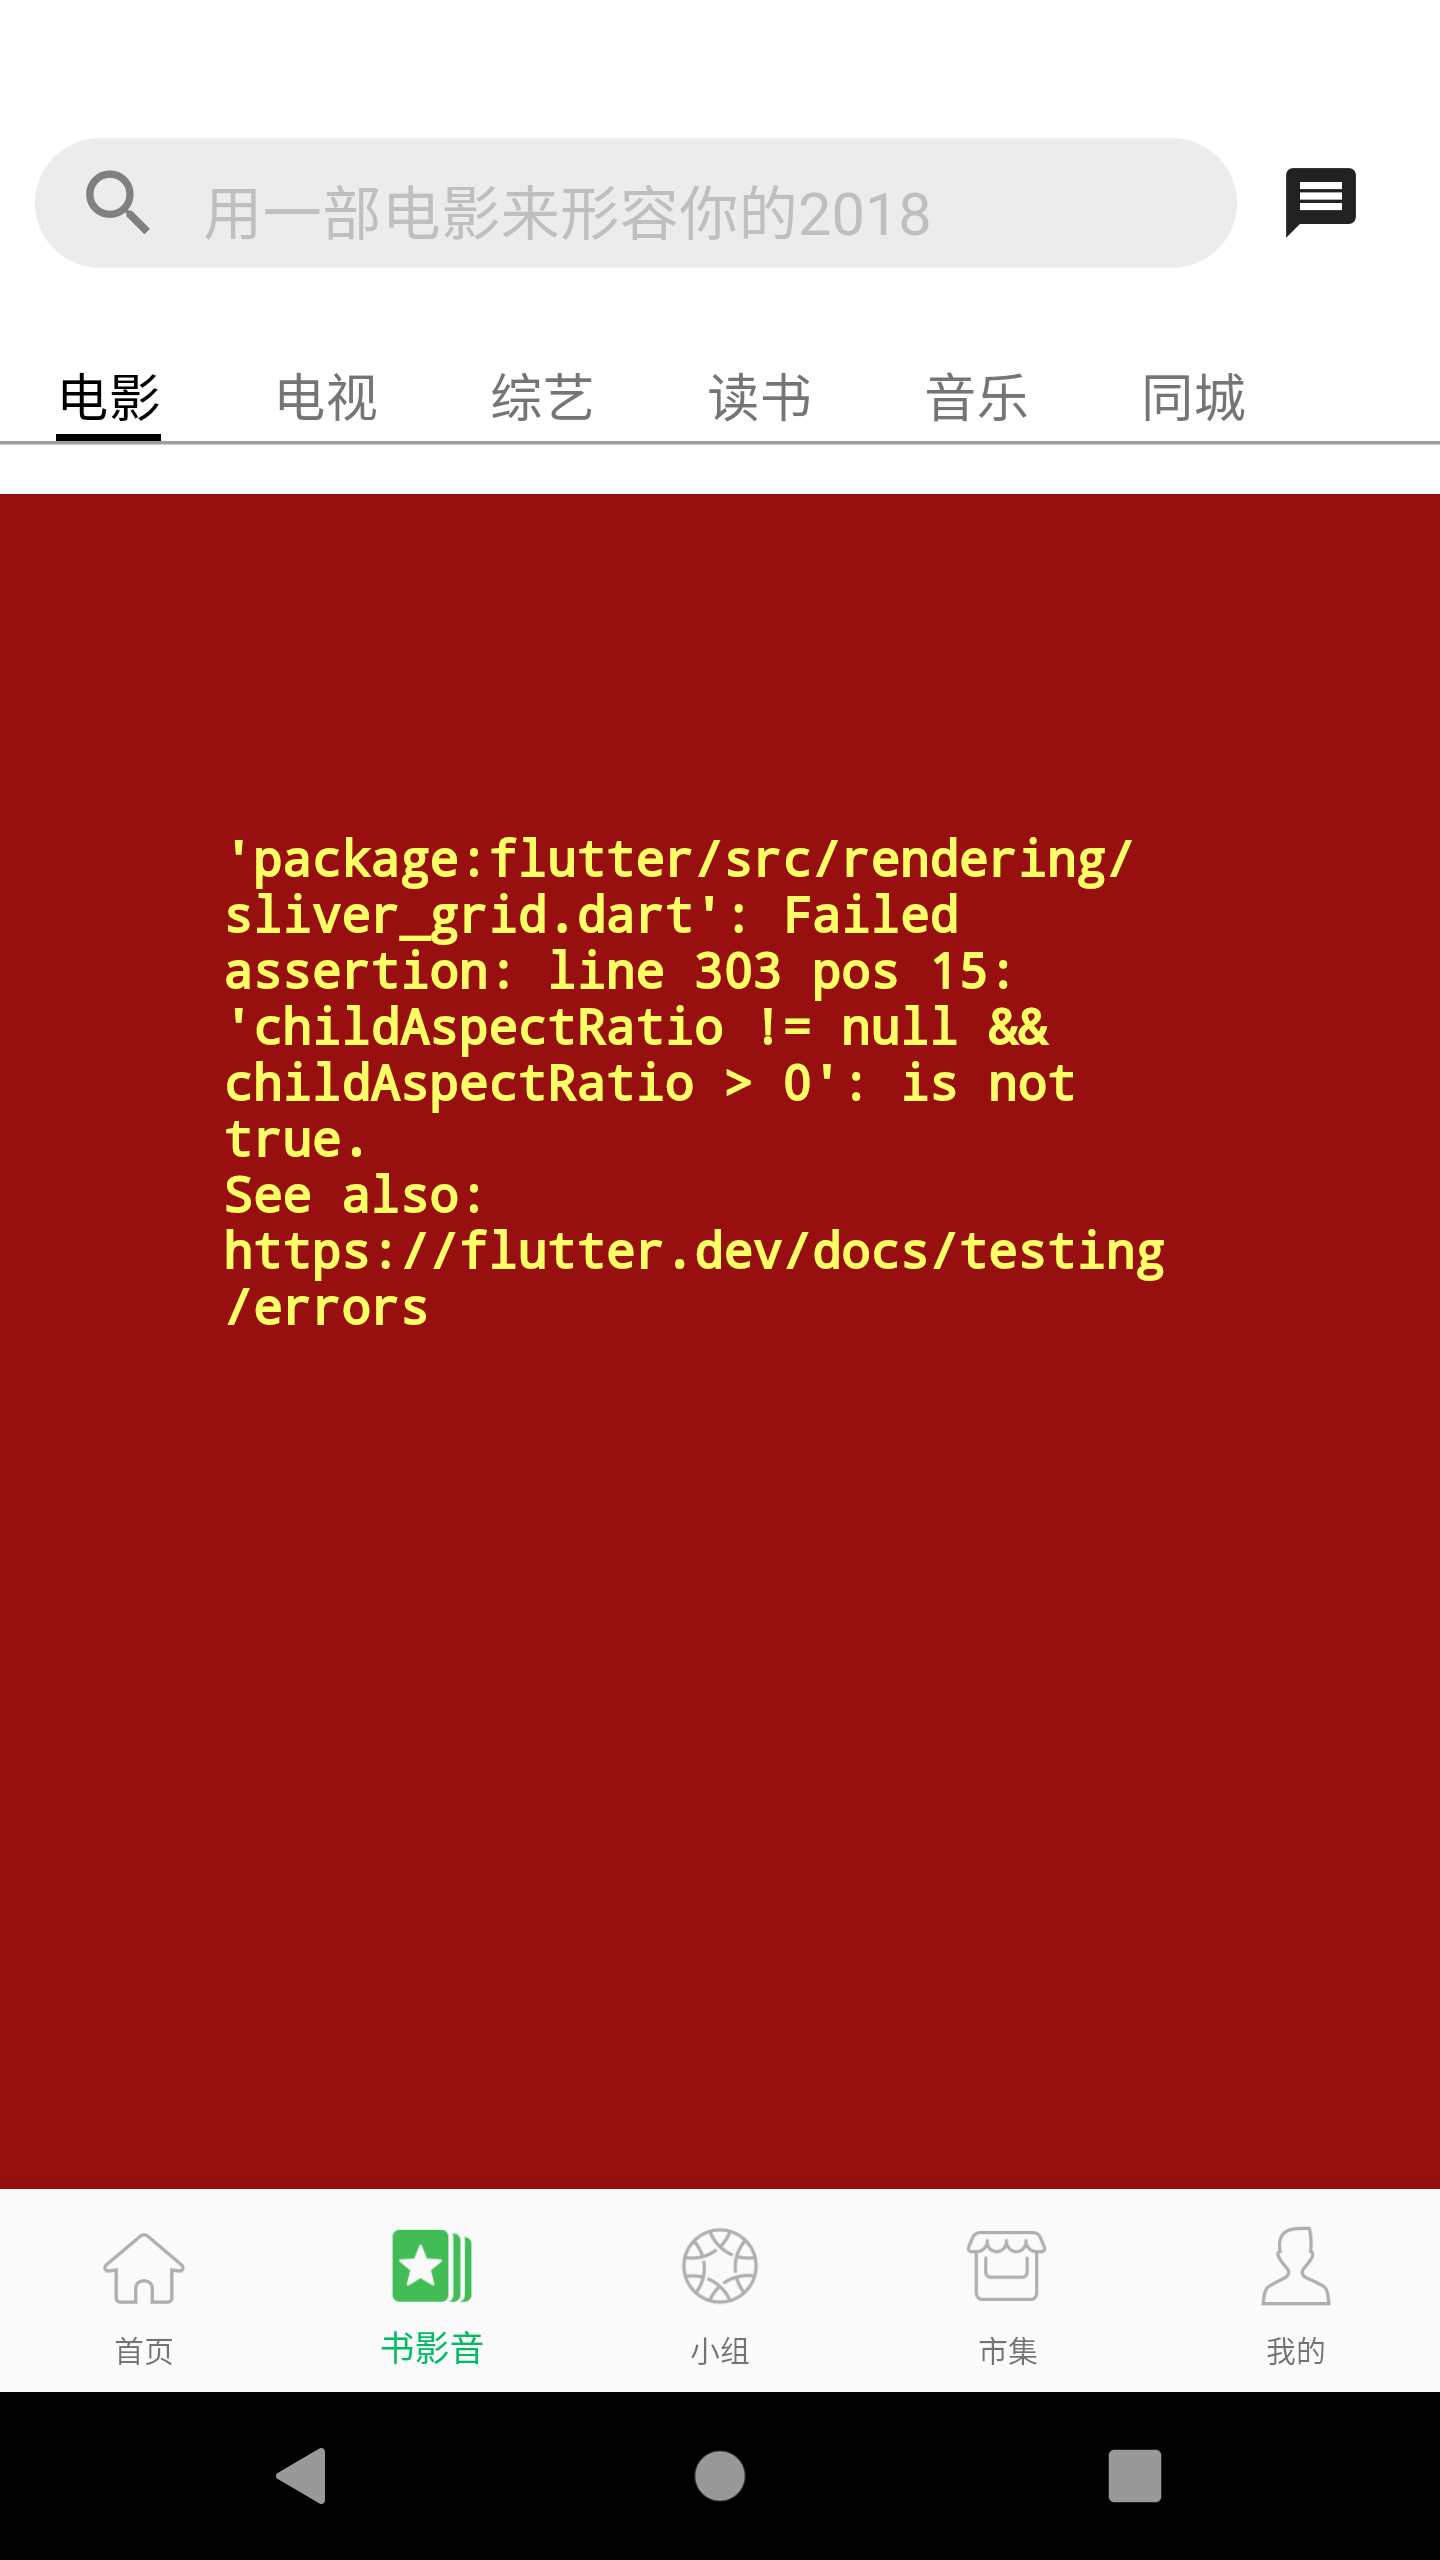 用一部电影来形容你的2018
电影 电视 综艺 读书 音乐 同城
'package:flutter/src/rendering/
sliver_grid.dart': Failed
assertion: line 303 pos 15:
'childAspectRatio != null &&
childAspectRatio > 0': is not
true.
See also:
https://flutter.dev/docs/testing
/errors
首页 书影音 小组 市集 我的